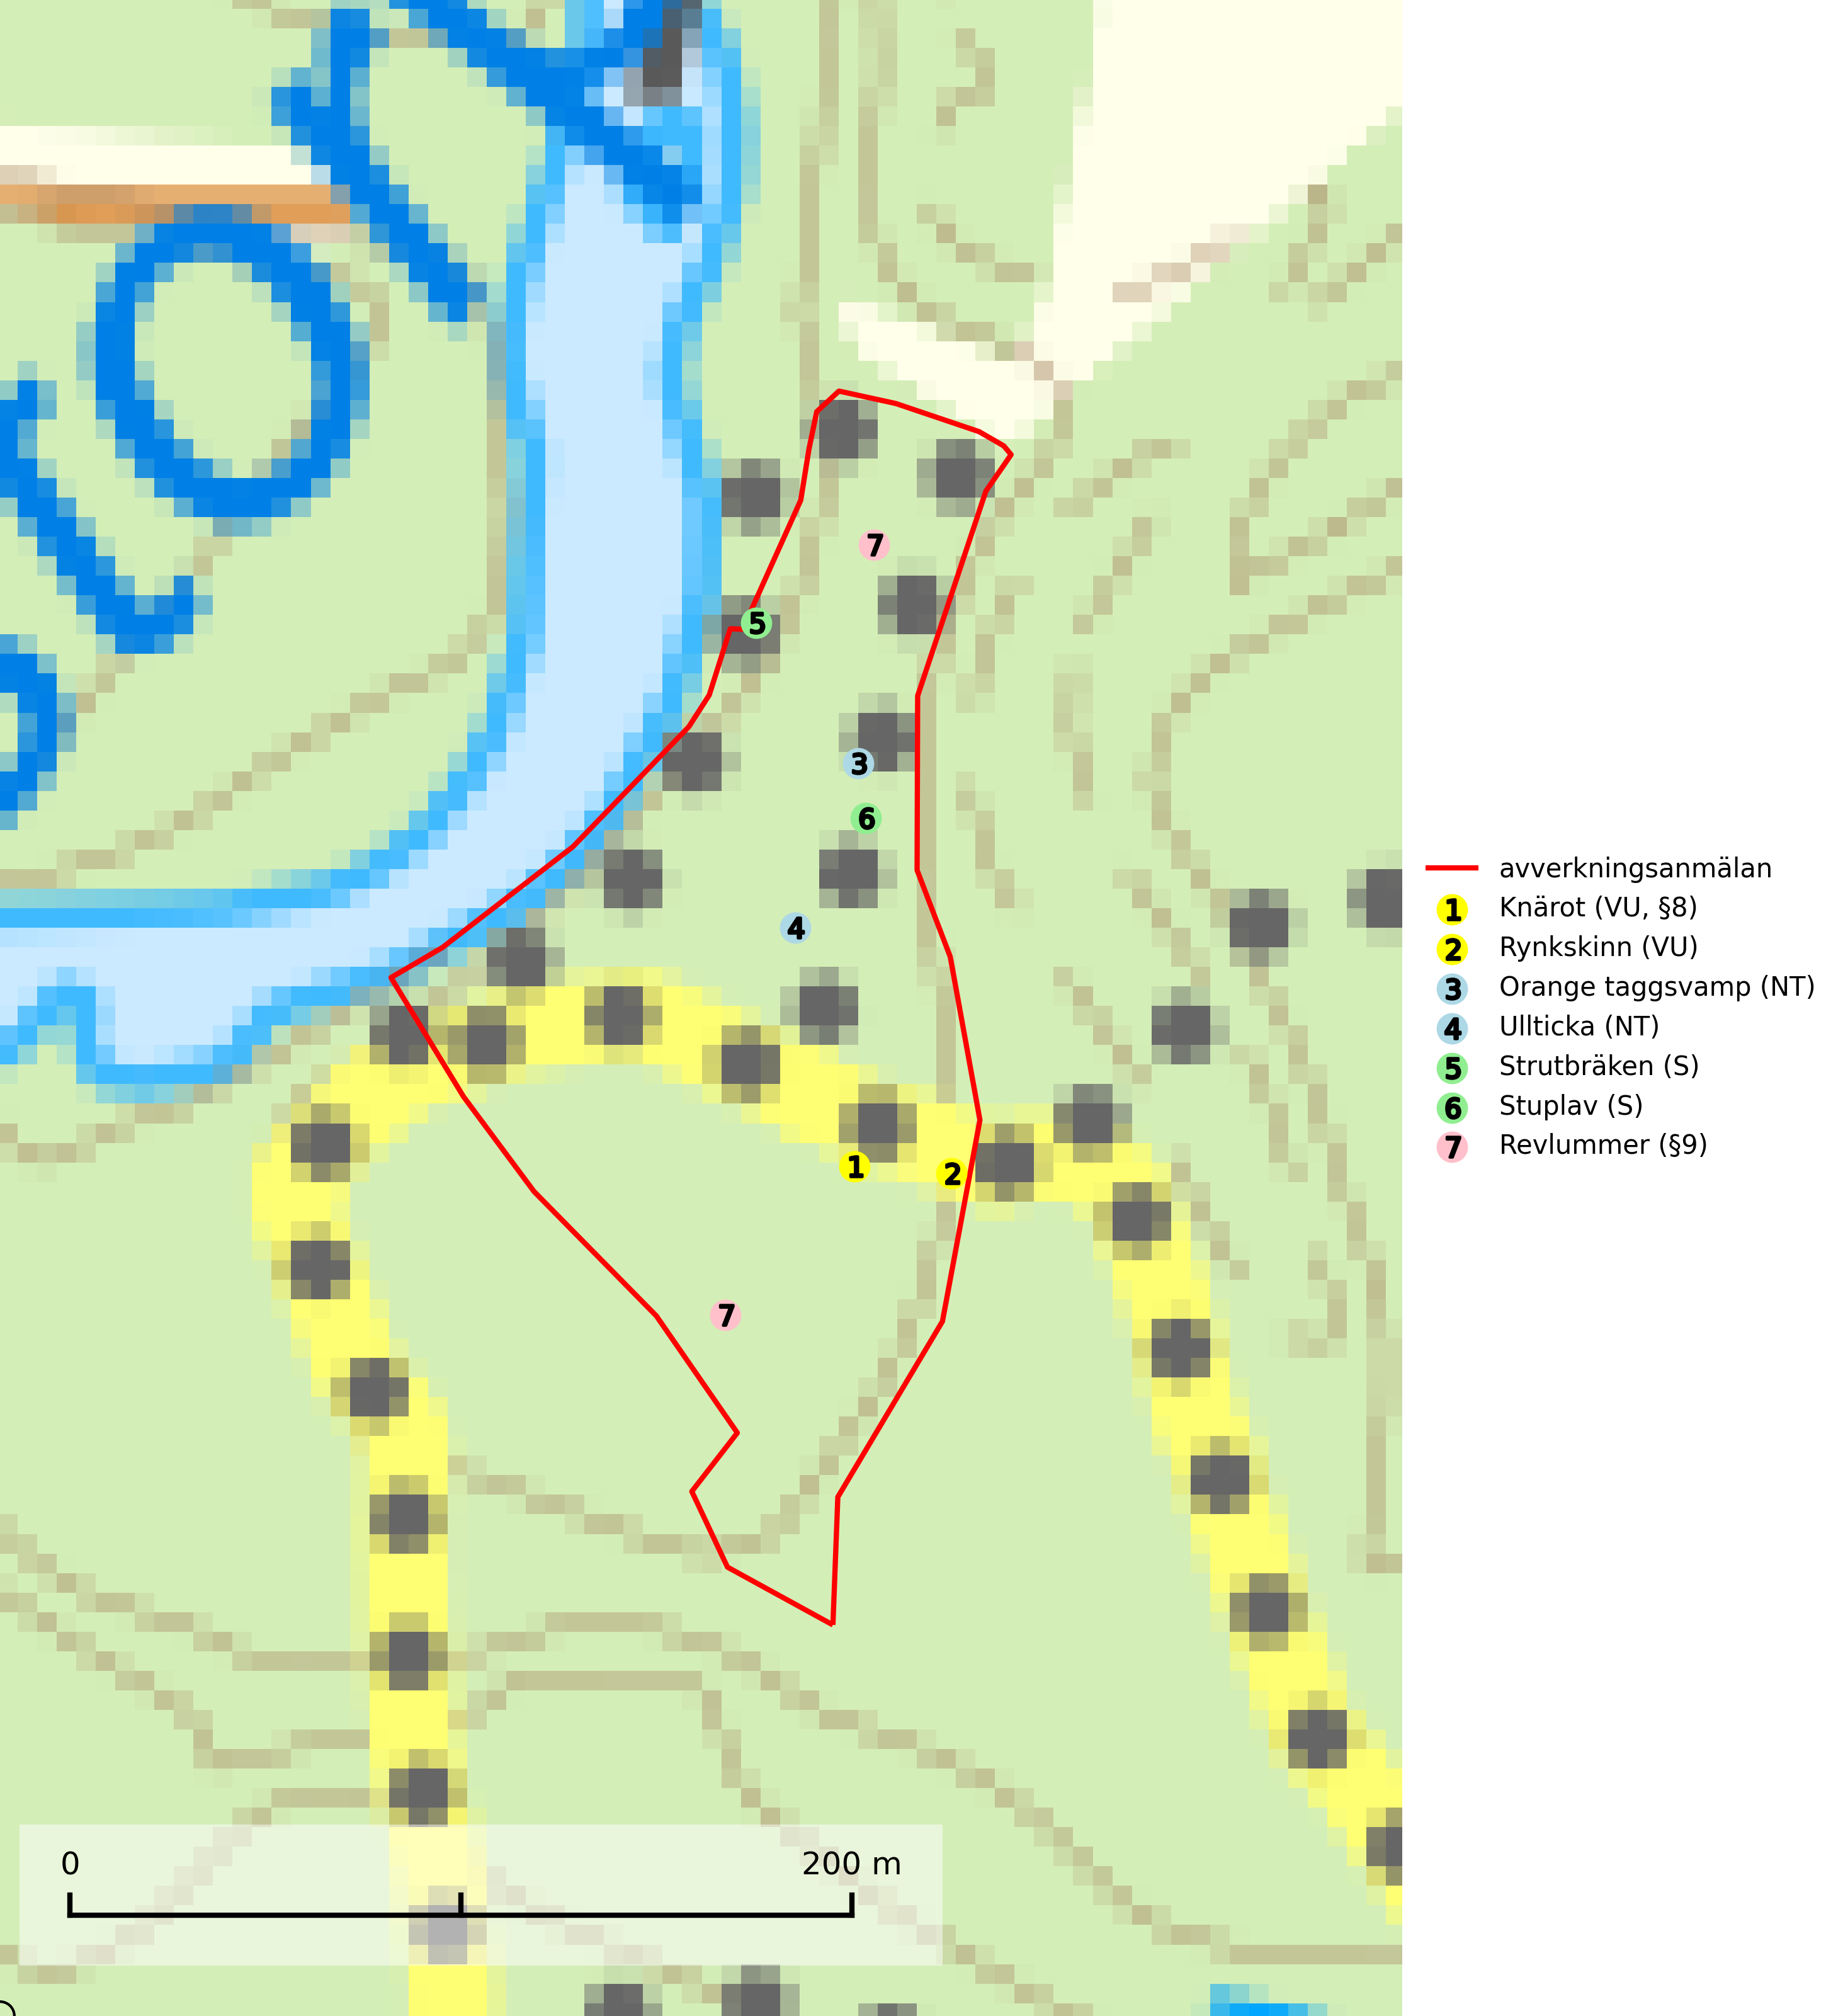 7
5
3
6
4
1
2
7
avverkningsanmälan
1 Knärot (VU, §8)
2 Rynkskinn (VU)
3 Orange taggsvamp (NT)
4 Ullticka (NT)
5 Strutbräken (S)
6 Stuplav (S)
7 Revlummer (§9)
0 200 m